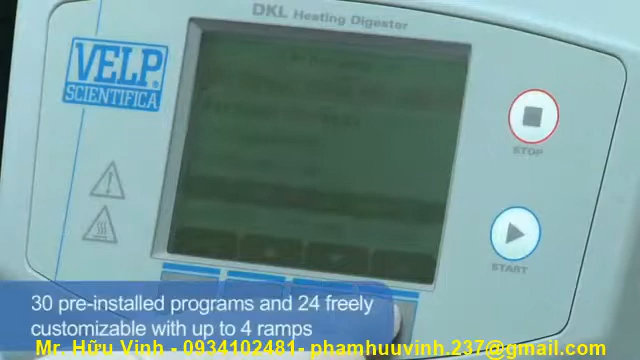 DKL Heating Digestor
VELP®
SCIENTIFICA
STOP
START
30 pre-installed programs and 24 freely
customizable with up to 4 ramps
Mr. Hữu Vinh - 0934102481- phamhuuvinh.237@gmail.com